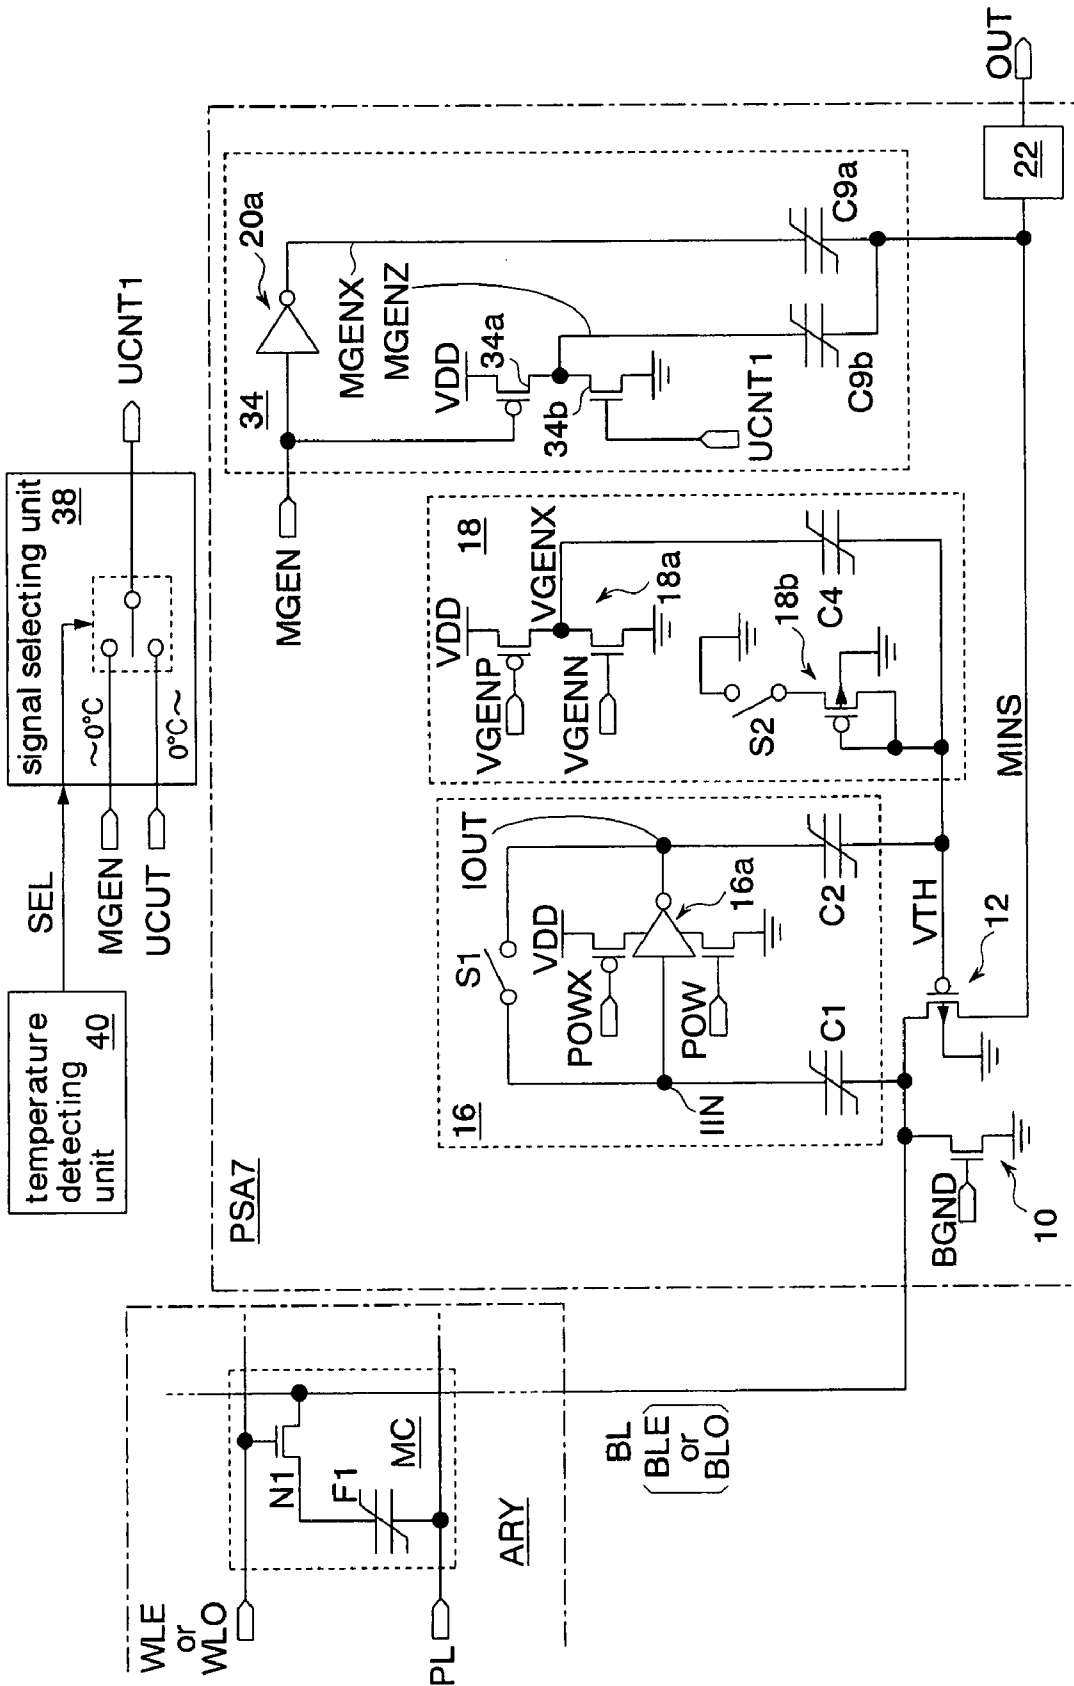 temperature
detecting
unit
40
SEL
signal selecting unit
38
~0°C
0°C~
MGEN
UCUT
UCNT1
WLE
or
WLO
PL
N1
F1
MC
ARY
BL
BLE
or
BLO
PSA7
16
S1
IOUT
VDD
POWX
POW
16a
IIN
C1
C2
BGND
10
12
VTH
MINS
18
VDD
VGENP
VGENX
VGENN
18a
S2
18b
C4
MGEN
34
20a
MGENX
MGENZ
VDD
34a
34b
UCNT1
C9b
C9a
22
OUT